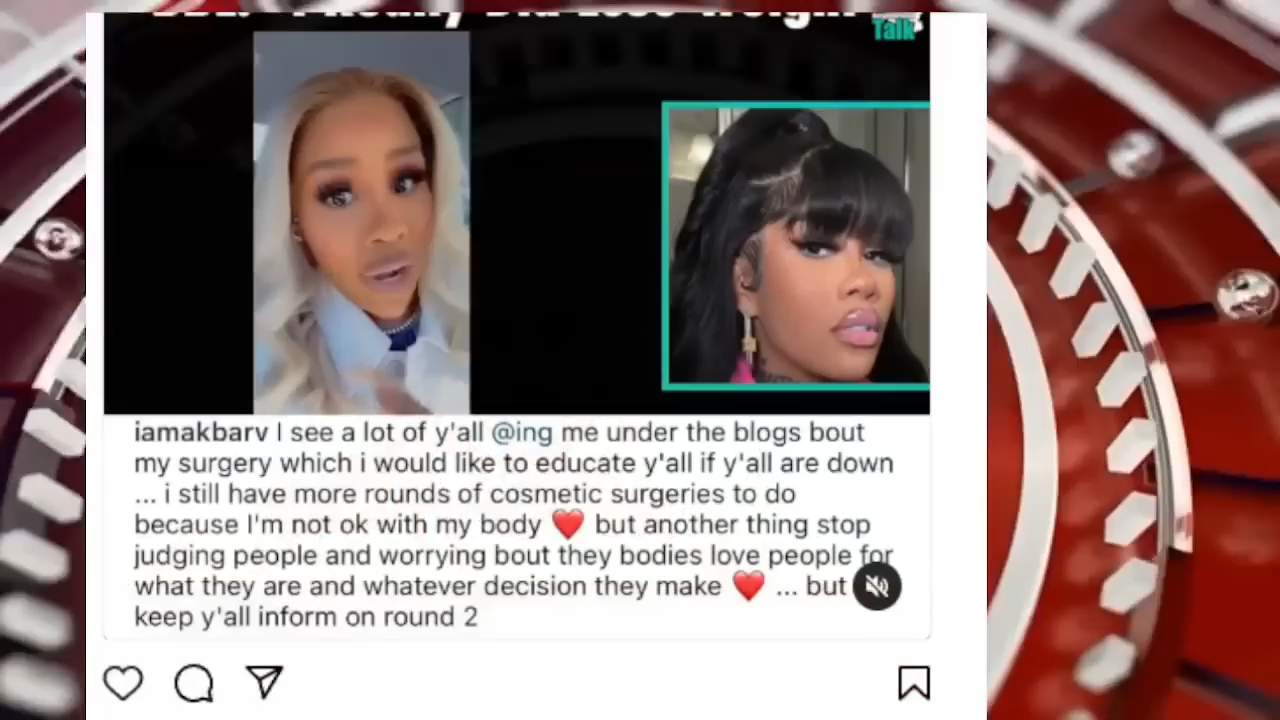 Talk
iamakbarv I see a lot of y'all @ing me under the blogs bout
my surgery which i would like to educate y'all if y'all are down
... i still have more rounds of cosmetic surgeries to do
because I'm not ok with my body ❤️ but another thing stop
judging people and worrying bout they bodies love people for
what they are and whatever decision they make ❤️ ... but
keep y'all inform on round 2